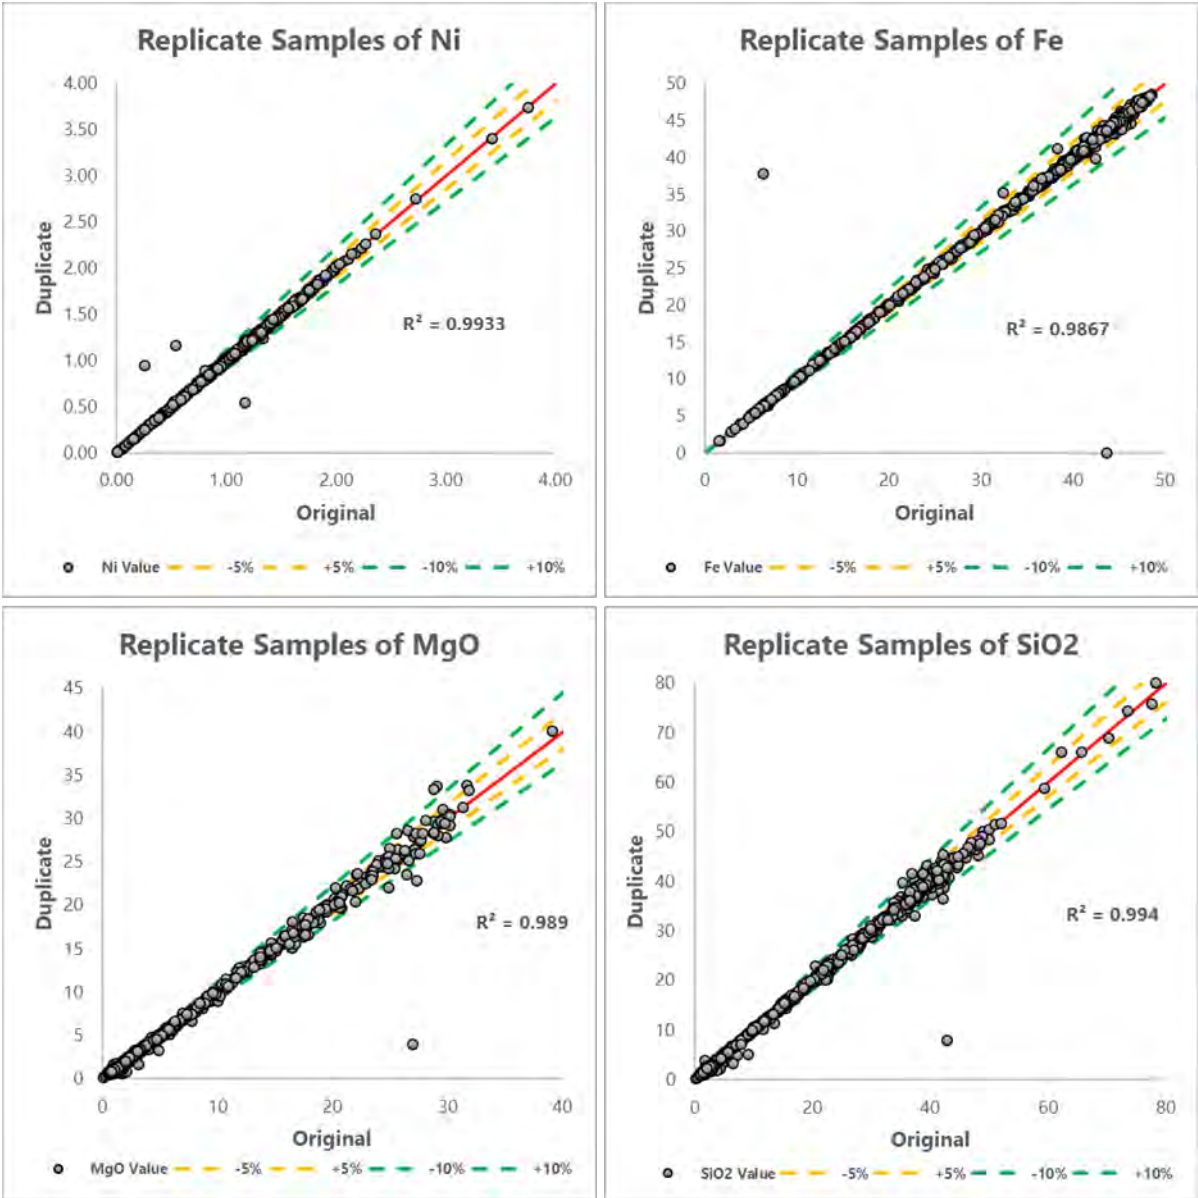 Replicate Samples of Ni
4.00
3.50
3.00
2.50
2.00
1.50
1.00
0.50
0.00
Duplicate
R² = 0.9933
0.00 1.00 2.00 3.00 4.00
Original
Ni Value -5% +5% -10% +10%
Replicate Samples of Fe
50
45
40
35
30
25
20
15
10
5
0
Duplicate
R² = 0.9867
0 10 20 30 40 50
Original
Fe Value -5% +5% -10% +10%
Replicate Samples of MgO
45
40
35
30
25
20
15
10
5
0
Duplicate
R² = 0.989
0 10 20 30 40
Original
MgO Value -5% +5% -10% +10%
Replicate Samples of SiO2
80
70
60
50
40
30
20
10
0
Duplicate
R² = 0.994
0 20 40 60 80
Original
SiO2 Value -5% +5% -10% +10%